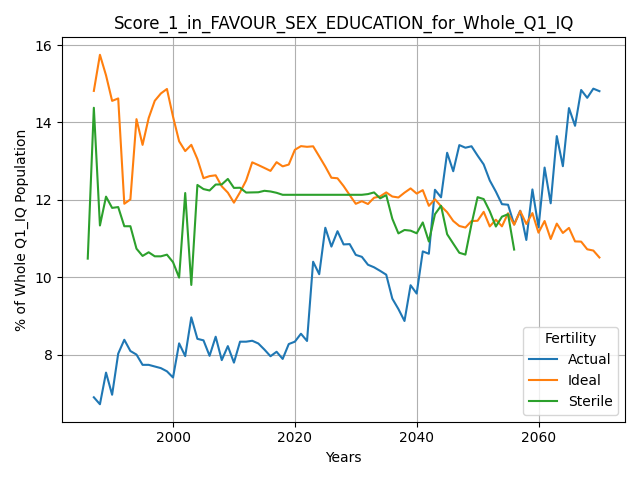 Score_1_in_FAVOUR_SEX_EDUCATION_for_Whole_Q1_IQ
% of Whole Q1_IQ Population
16
14
12
10
8
2000 2020 2040 2060
Years
Fertility
Actual
Ideal
Sterile